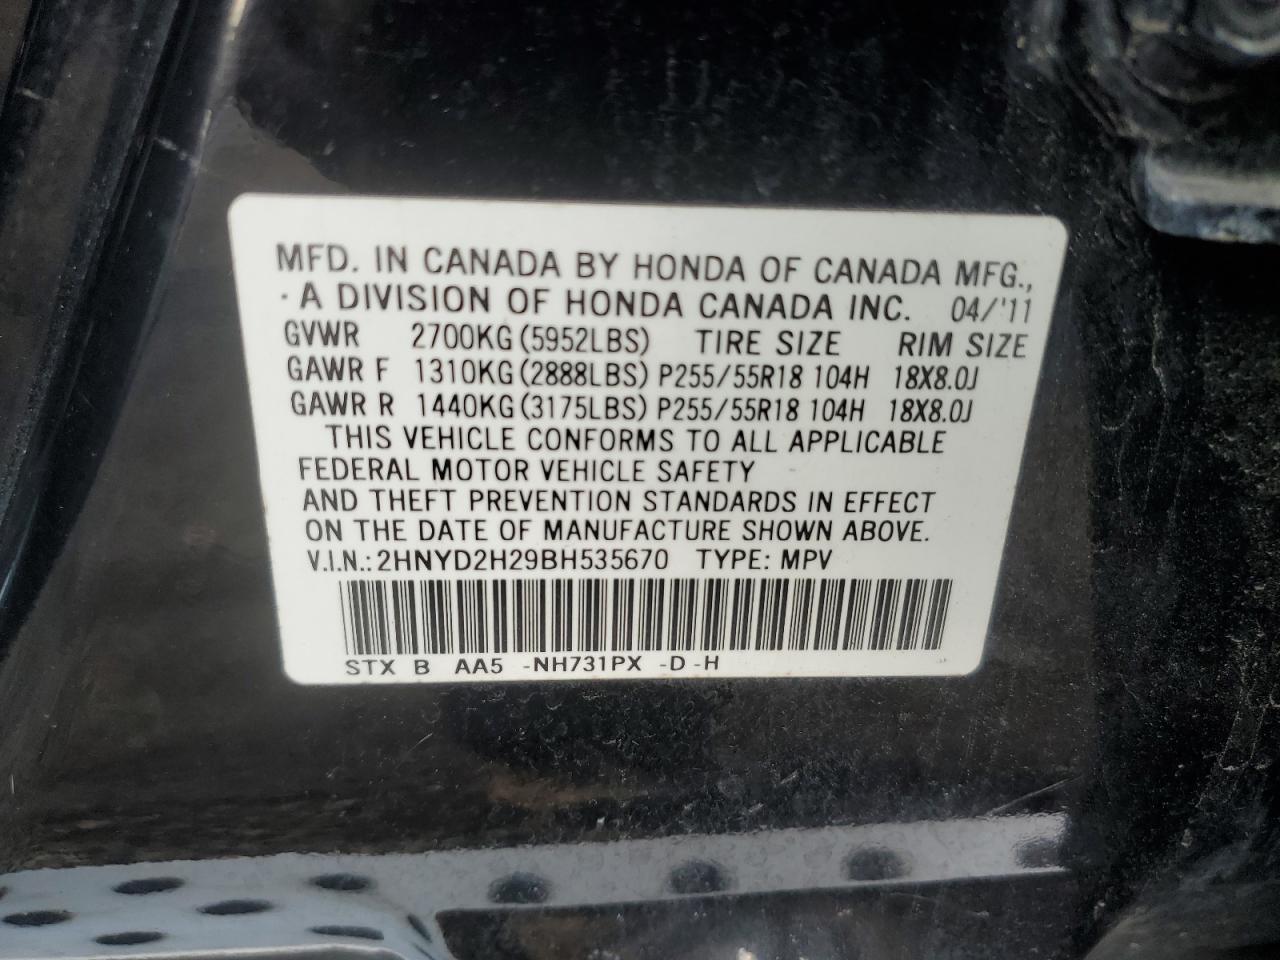 MFD. IN CANADA BY HONDA OF CANADA MFG.,
A DIVISION OF HONDA CANADA INC. 04/'11
GVWR 2700KG (5952LBS) TIRE SIZE RIM SIZE
GAWR F 1310KG (2888LBS) P255/55R18 104H 18X8.0J
GAWR R 1440KG (3175LBS) P255/55R18 104H 18X8.0J
THIS VEHICLE CONFORMS TO ALL APPLICABLE
FEDERAL MOTOR VEHICLE SAFETY
AND THEFT PREVENTION STANDARDS IN EFFECT
ON THE DATE OF MANUFACTURE SHOWN ABOVE.
V.I.N.: 2HNYD2H29BH535670 TYPE: MPV
STX B AA5 -NH731PX -D -H